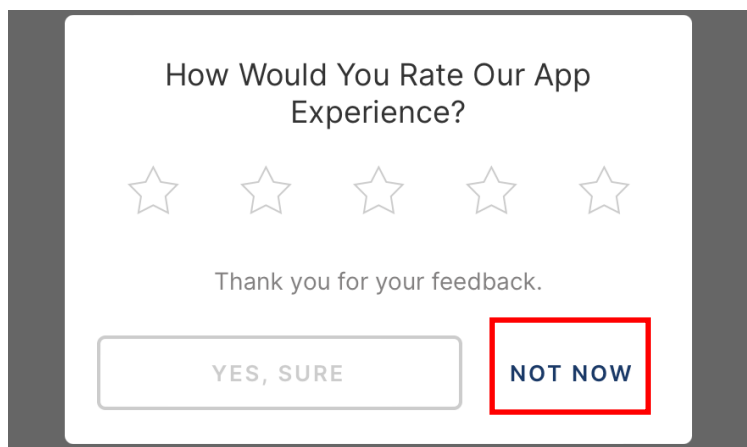 How Would You Rate Our App
Experience?
Thank you for your feedback.
YES, SURE
NOT NOW